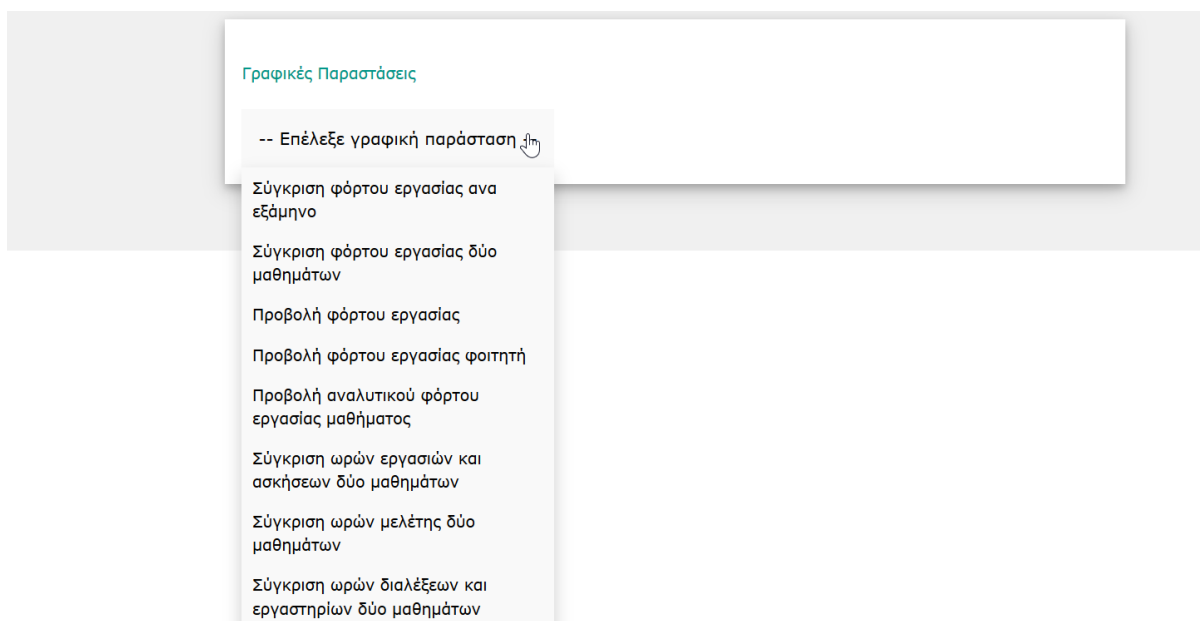 Γραφικές Παραστάσεις
-- Επέλεξε γραφική παράσταση
Σύγκριση φόρτου εργασίας ανα
εξάμηνο
Σύγκριση φόρτου εργασίας δύο
μαθημάτων
Προβολή φόρτου εργασίας
Προβολή φόρτου εργασίας φοιτητή
Προβολή αναλυτικού φόρτου
εργασίας μαθήματος
Σύγκριση ωρών εργασιών και
ασκήσεων δύο μαθημάτων
Σύγκριση ωρών μελέτης δύο
μαθημάτων
Σύγκριση ωρών διαλέξεων και
εργαστηρίων δύο μαθημάτων